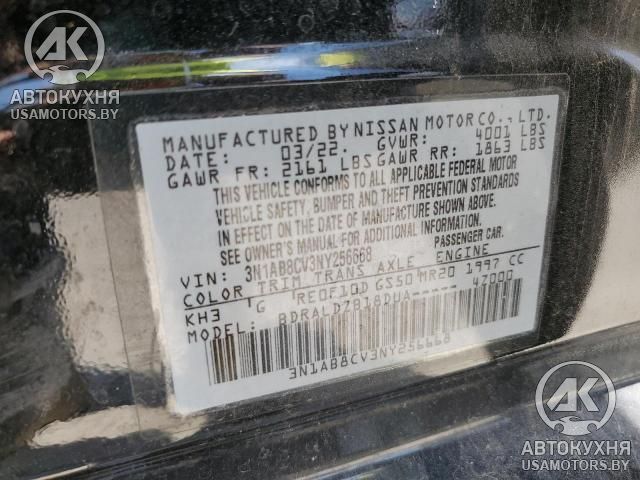 АК
АВТОКУХНЯ
USAMOTORS.BY
MANUFACTURED BY NISSAN MOTOR CO., LTD.
DATE: 03/22. GVWR: 4001 LBS
GAWR FR: 2161 LBS GAWR RR: 1863 LBS
THIS VEHICLE CONFORMS TO ALL APPLICABLE FEDERAL MOTOR
VEHICLE SAFETY, BUMPER AND THEFT PREVENTION STANDARDS
IN EFFECT ON THE DATE OF MANUFACTURE SHOWN ABOVE.
SEE OWNER'S MANUAL FOR ADDITIONAL INFORMATION.
VIN: 3N1AB8CV3NY256668 PASSENGER CAR.
COLOR TRIM TRANS AXLE ENGINE
KH3 G RE0F10D GS50 MR20 1997 CC
MODEL: BDRALDZB18DUA----- 4Z000
3N1AB8CV3NY256668
АК
АВТОКУХНЯ
USAMOTORS.BY